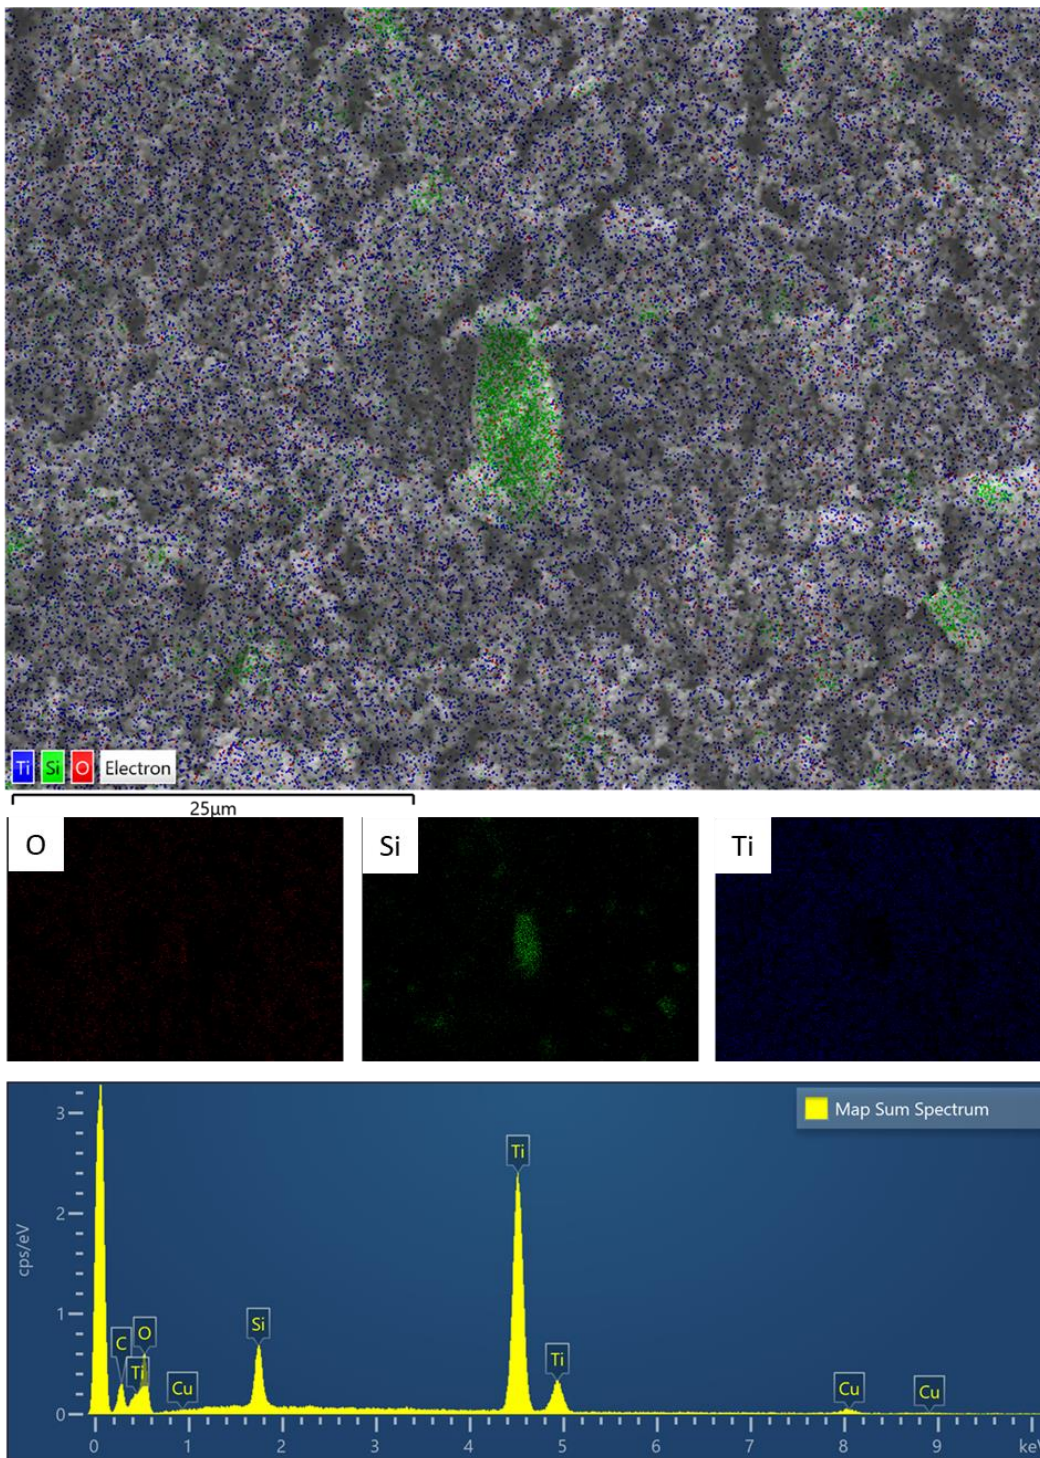 Ti Si O Electron
25µm
O Si Ti
Map Sum Spectrum
3
2
1
0
cps/eV
C
Ti
O
Cu
Si
Ti
Ti
Cu
Cu
0 1 2 3 4 5 6 7 8 9